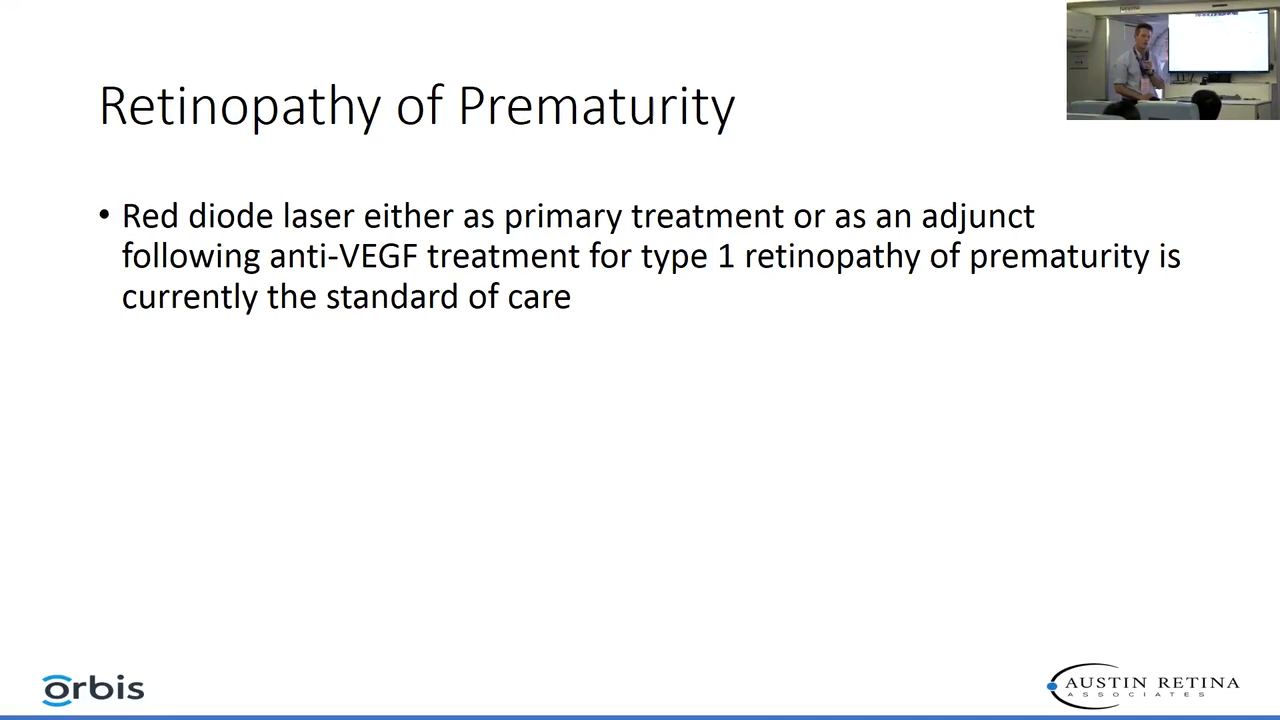 Retinopathy of Prematurity
• Red diode laser either as primary treatment or as an adjunct
following anti-VEGF treatment for type 1 retinopathy of prematurity is
currently the standard of care
orbis
AUSTIN RETINA
ASSOCIATES